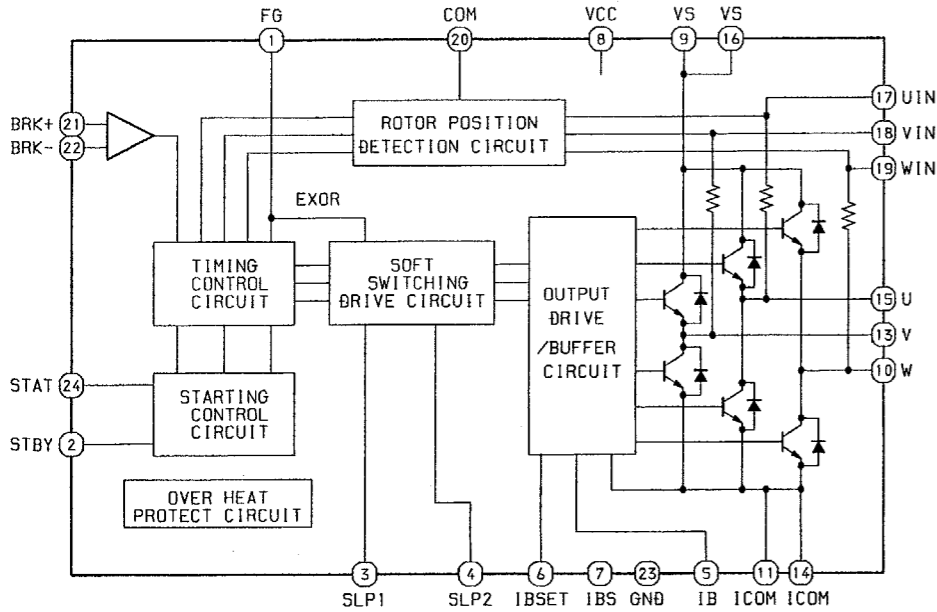 FG COM VCC VS VS
1 20 8 9 16
BRK+ 21
BRK- 22
ROTOR POSITION
DETECTION CIRCUIT
17 UIN
18 VIN
19 WIN
EXOR
TIMING
CONTROL
CIRCUIT
SOFT
SWITCHING
DRIVE CIRCUIT
OUTPUT
DRIVE
/BUFFER
CIRCUIT
15 U
13 V
10 W
STAT 24
STBY 2
STARTING
CONTROL
CIRCUIT
OVER HEAT
PROTECT CIRCUIT
3 4 6 7 23 5 11 14
SLP1 SLP2 IBSET IBS GND IB ICOM ICOM